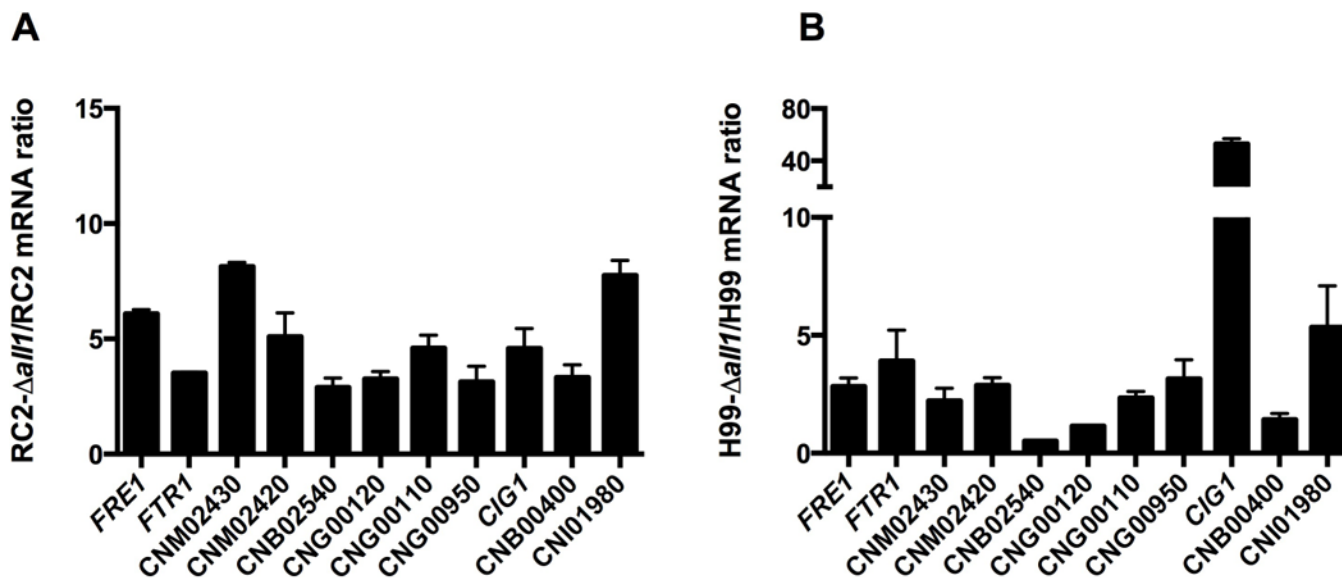 A
RC2-Δall1/RC2 mRNA ratio
15
10
5
0
FRE1
FTR1
CNM02430
CNM02420
CNB02540
CNG00120
CNG00110
CNG00950
CIG1
CNB00400
CNI01980
B
H99-Δall1/H99 mRNA ratio
80
40
10
5
0
FRE1
FTR1
CNM02430
CNM02420
CNB02540
CNG00120
CNG00110
CNG00950
CIG1
CNB00400
CNI01980